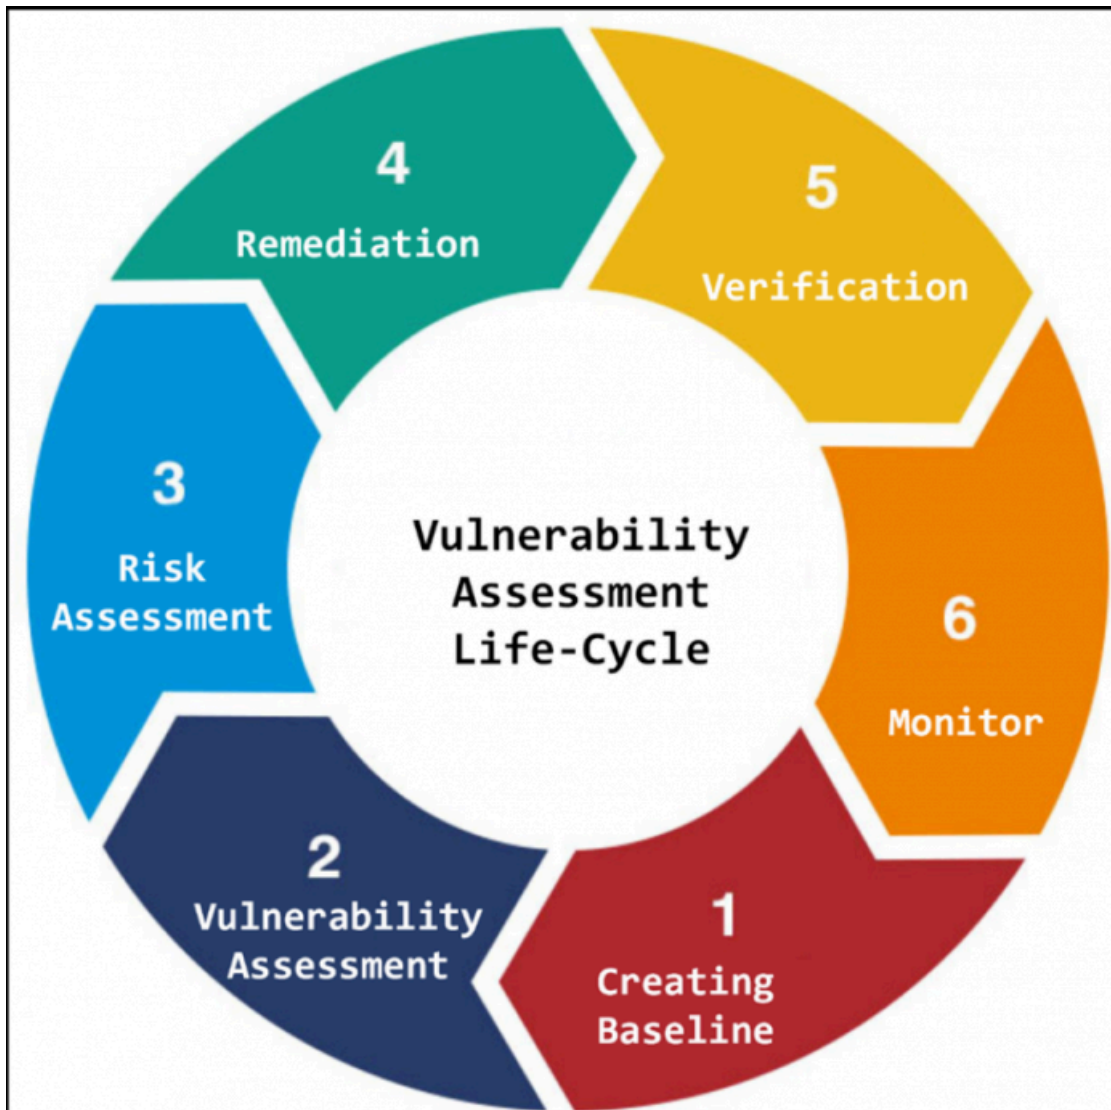 4
Remediation
5
Verification
3
Risk
Assessment
Vulnerability
Assessment
Life-Cycle
6
Monitor
2
Vulnerability
Assessment
1
Creating
Baseline